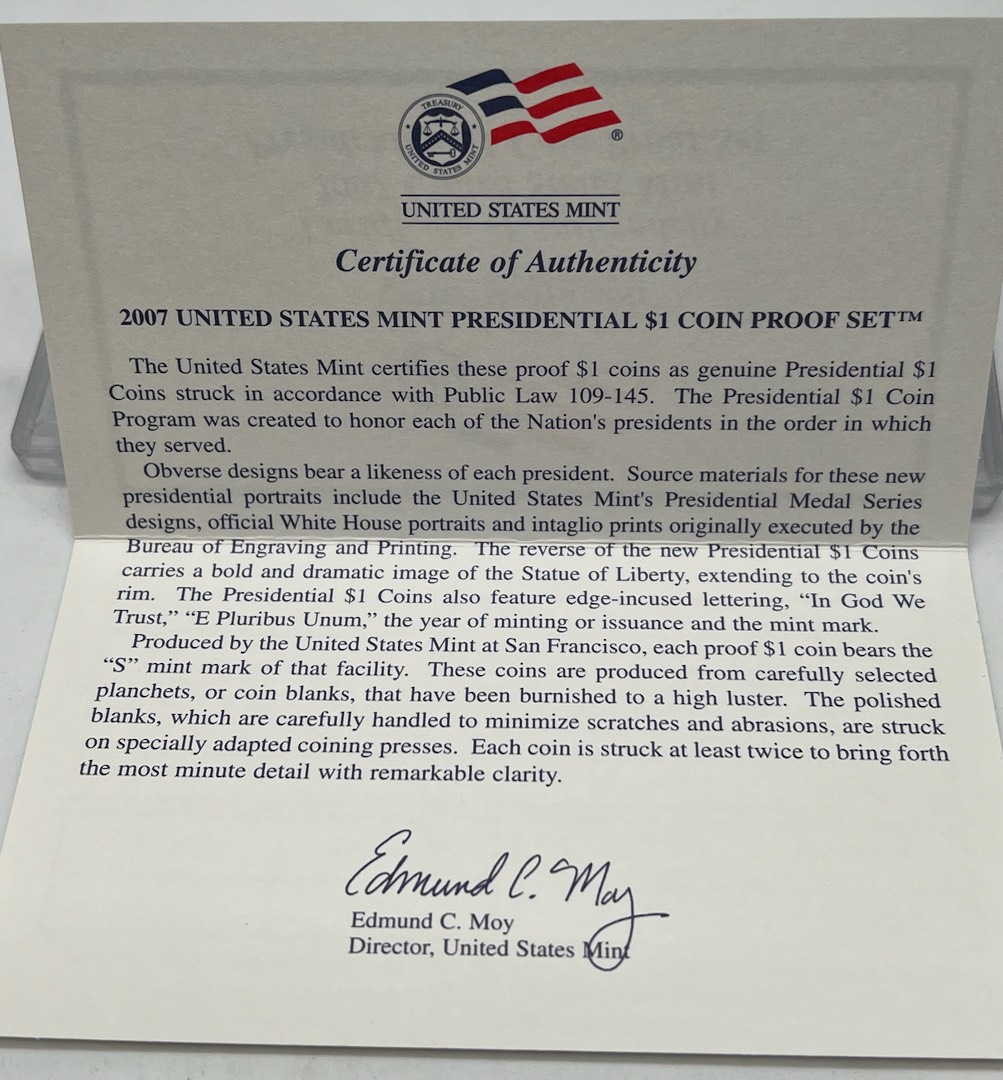 TREASURY
UNITED STATES MINT
®
UNITED STATES MINT
Certificate of Authenticity
2007 UNITED STATES MINT PRESIDENTIAL $1 COIN PROOF SET™
The United States Mint certifies these proof $1 coins as genuine Presidential $1
Coins struck in accordance with Public Law 109-145. The Presidential $1 Coin
Program was created to honor each of the Nation's presidents in the order in which
they served.
Obverse designs bear a likeness of each president. Source materials for these new
presidential portraits include the United States Mint's Presidential Medal Series
designs, official White House portraits and intaglio prints originally executed by the
Bureau of Engraving and Printing. The reverse of the new Presidential $1 Coins
carries a bold and dramatic image of the Statue of Liberty, extending to the coin's
rim. The Presidential $1 Coins also feature edge-incused lettering, “In God We
Trust,” “E Pluribus Unum,” the year of minting or issuance and the mint mark.
Produced by the United States Mint at San Francisco, each proof $1 coin bears the
“S” mint mark of that facility. These coins are produced from carefully selected
planchets, or coin blanks, that have been burnished to a high luster. The polished
blanks, which are carefully handled to minimize scratches and abrasions, are struck
on specially adapted coining presses. Each coin is struck at least twice to bring forth
the most minute detail with remarkable clarity.
Edmund C. Moy
Edmund C. Moy
Director, United States Mint